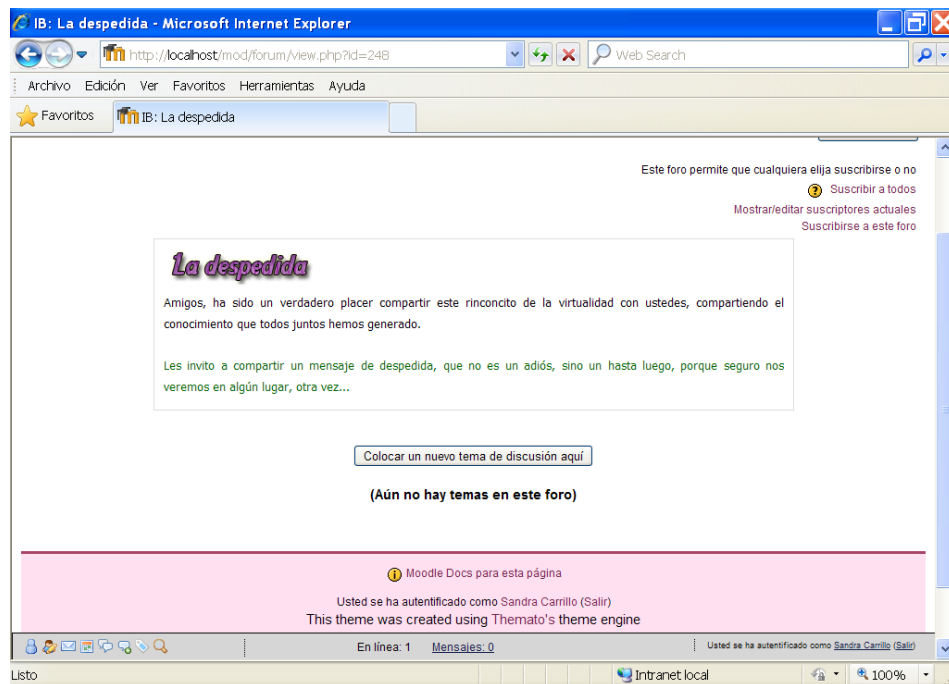 IB: La despedida - Microsoft Internet Explorer
http://localhost/mod/forum/view.php?id=248
Web Search
Archivo Edición Ver Favoritos Herramientas Ayuda
Favoritos
IB: La despedida
Este foro permite que cualquiera elija suscribirse o no
Suscribir a todos
Mostrar/editar suscriptores actuales
Suscribirse a este foro
La despedida
Amigos, ha sido un verdadero placer compartir este rinconcito de la virtualidad con ustedes, compartiendo el
conocimiento que todos juntos hemos generado.
Les invito a compartir un mensaje de despedida, que no es un adiós, sino un hasta luego, porque seguro nos
veremos en algún lugar, otra vez...
Colocar un nuevo tema de discusión aquí
(Aún no hay temas en este foro)
Moodle Docs para esta página
Usted se ha autentificado como Sandra Carrillo (Salir)
This theme was created using Themato's theme engine
En línea: 1 Mensajes: 0 Usted se ha autentificado como Sandra Carrillo (Salir)
Listo Intranet local 100%